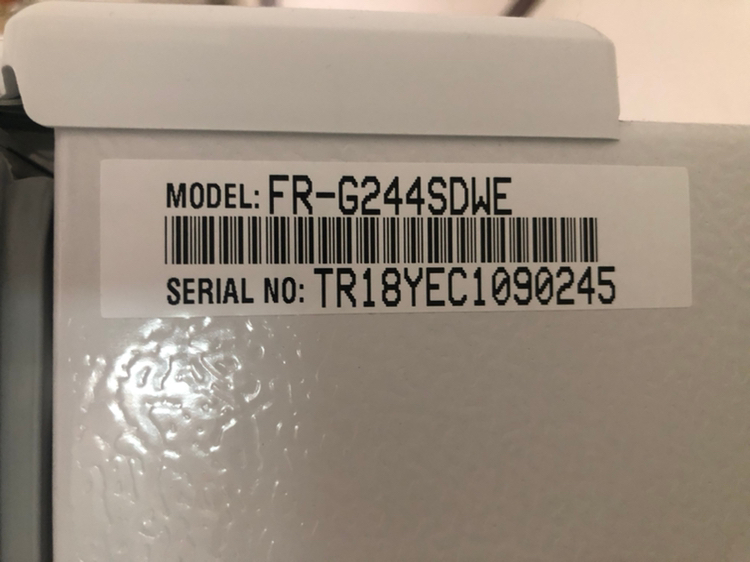 MODEL: FR-G244SDWE
SERIAL NO: TR18YEC1090245